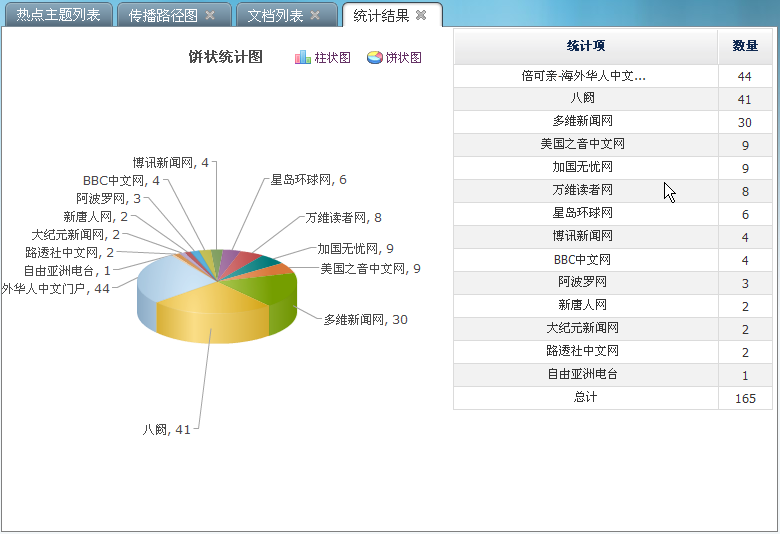 热点主题列表 传播路径图 文档列表 统计结果
饼状统计图 柱状图 饼状图
博讯新闻网, 4
BBC中文网, 4
阿波罗网, 3
新唐人网, 2
大纪元新闻网, 2
路透社中文网, 2
自由亚洲电台, 1
外华人中文门户, 44
星岛环球网, 6
万维读者网, 8
加国无忧网, 9
美国之音中文网, 9
多维新闻网, 30
八阙, 41
统计项 数量
倍可亲-海外华人中文... 44
八阙 41
多维新闻网 30
美国之音中文网 9
加国无忧网 9
万维读者网 8
星岛环球网 6
博讯新闻网 4
BBC中文网 4
阿波罗网 3
新唐人网 2
大纪元新闻网 2
路透社中文网 2
自由亚洲电台 1
总计 165